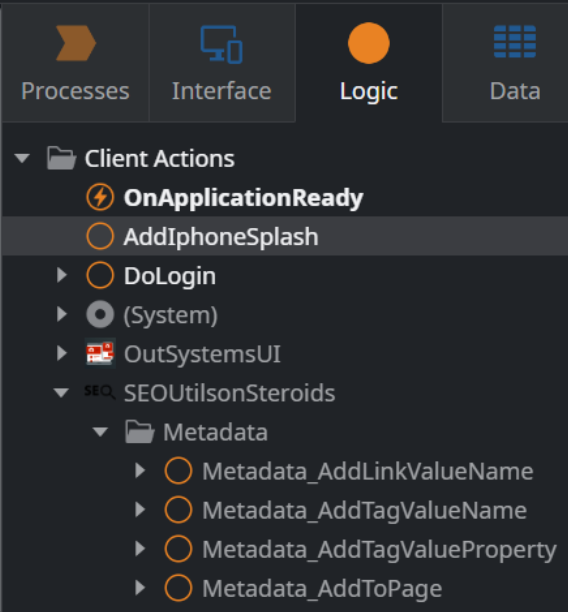 Processes Interface Logic Data
Client Actions
OnApplicationReady
AddIphoneSplash
DoLogin
(System)
OutSystemsUI
SEO SEOUtilsonSteroids
Metadata
Metadata_AddLinkValueName
Metadata_AddTagValueName
Metadata_AddTagValueProperty
Metadata_AddToPage